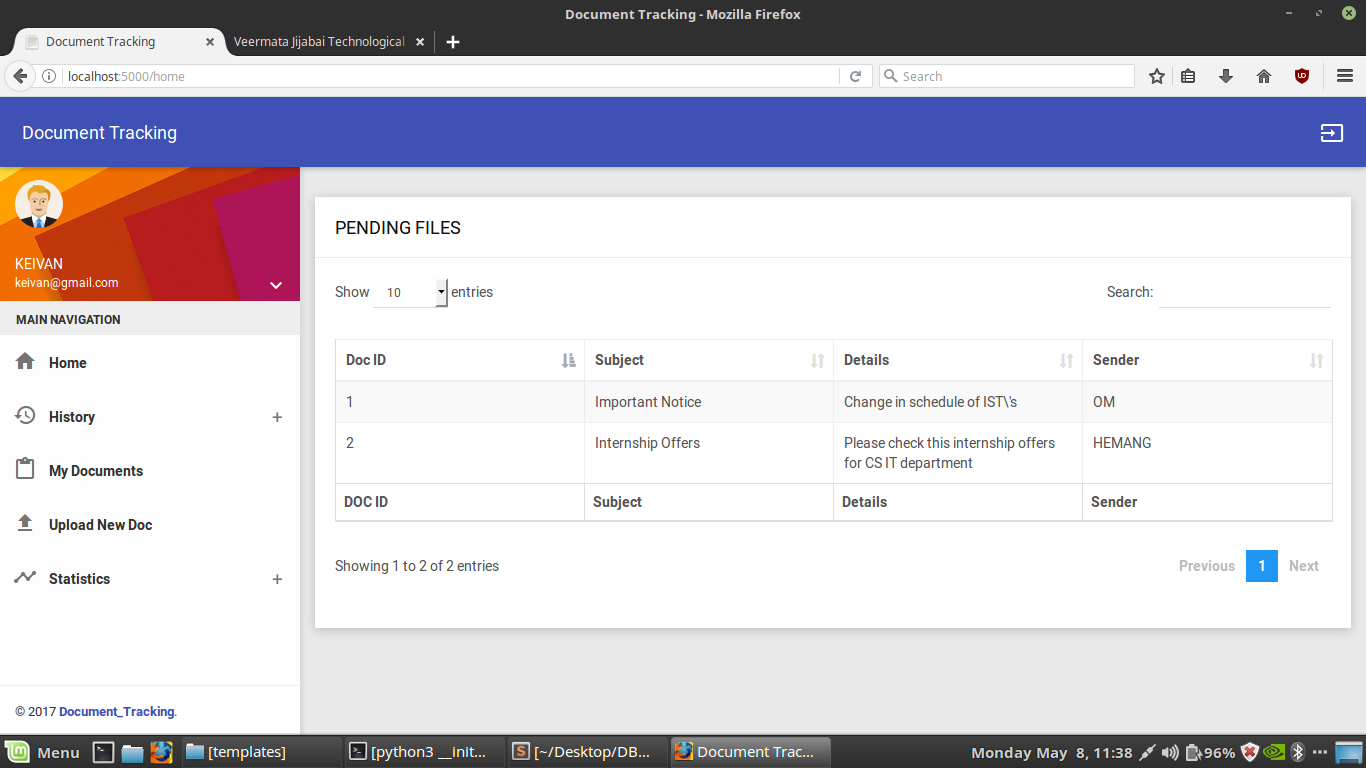 Document Tracking - Mozilla Firefox
Document Tracking
Veermata Jijabai Technological
localhost:5000/home
Search
Document Tracking
KEIVAN
keivan@gmail.com
MAIN NAVIGATION
Home
History +
My Documents
Upload New Doc
Statistics +
© 2017 Document_Tracking.
PENDING FILES
Show 10 entries
Search:
Doc ID Subject Details Sender
1 Important Notice Change in schedule of IST\'s OM
2 Internship Offers Please check this internship offers HEMANG
for CS IT department
DOC ID Subject Details Sender
Showing 1 to 2 of 2 entries
Previous 1 Next
Menu [templates] [python3 __init... [~/Desktop/DB... Document Trac... Monday May 8, 11:38 96%